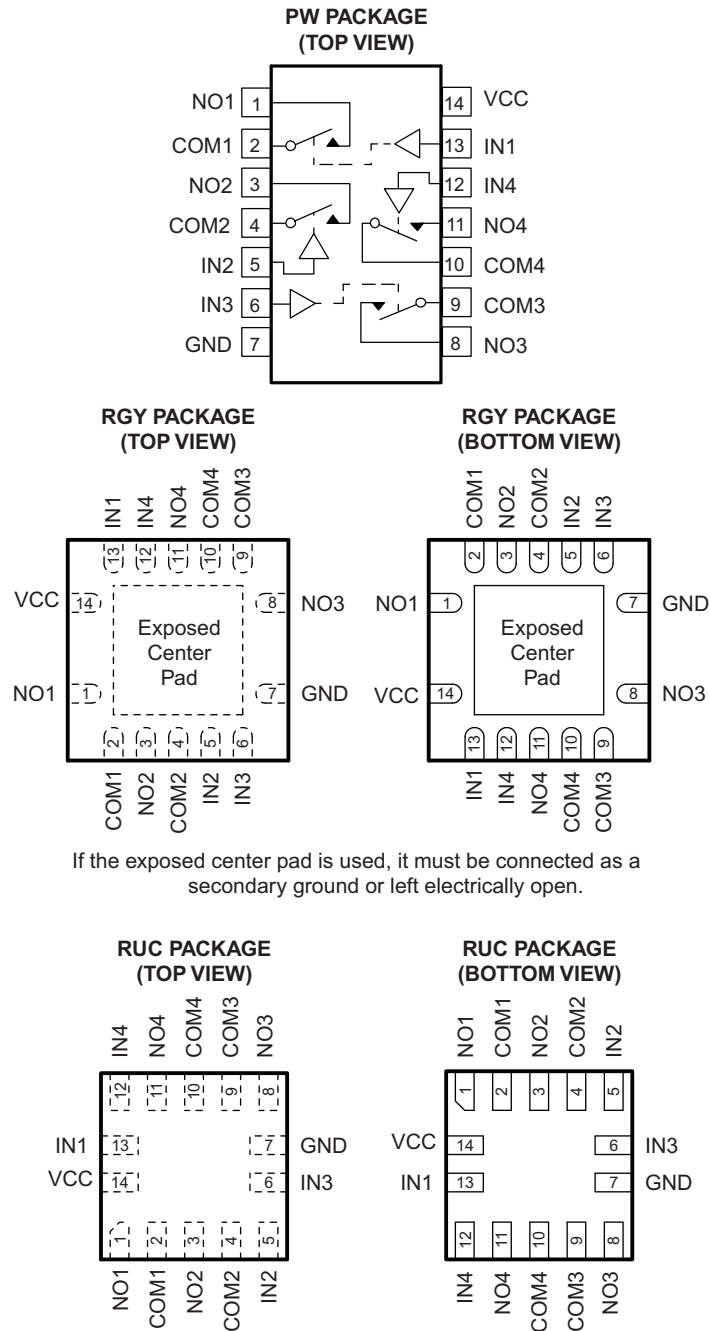 PW PACKAGE
(TOP VIEW)
NO1 1 14 VCC
COM1 2 13 IN1
NO2 3 12 IN4
COM2 4 11 NO4
IN2 5 10 COM4
IN3 6 9 COM3
GND 7 8 NO3
RGY PACKAGE
(TOP VIEW)
IN1 IN4 NO4 COM4 COM3
13 12 11 10 9
VCC 14 8 NO3
Exposed
Center
Pad
NO1 1 7 GND
2 3 4 5 6
COM1 NO2 COM2 IN2 IN3
RGY PACKAGE
(BOTTOM VIEW)
COM1 NO2 COM2 IN2 IN3
2 3 4 5 6
NO1 1 7 GND
Exposed
Center
Pad
VCC 14 8 NO3
13 12 11 10 9
IN1 IN4 NO4 COM4 COM3
If the exposed center pad is used, it must be connected as a
secondary ground or left electrically open.
RUC PACKAGE
(TOP VIEW)
IN4 NO4 COM4 COM3 NO3
12 11 10 9 8
IN1 13 7 GND
VCC 14 6 IN3
1 2 3 4 5
NO1 COM1 NO2 COM2 IN2
RUC PACKAGE
(BOTTOM VIEW)
NO1 COM1 NO2 COM2 IN2
1 2 3 4 5
VCC 14 6 IN3
IN1 13 7 GND
12 11 10 9 8
IN4 NO4 COM4 COM3 NO3